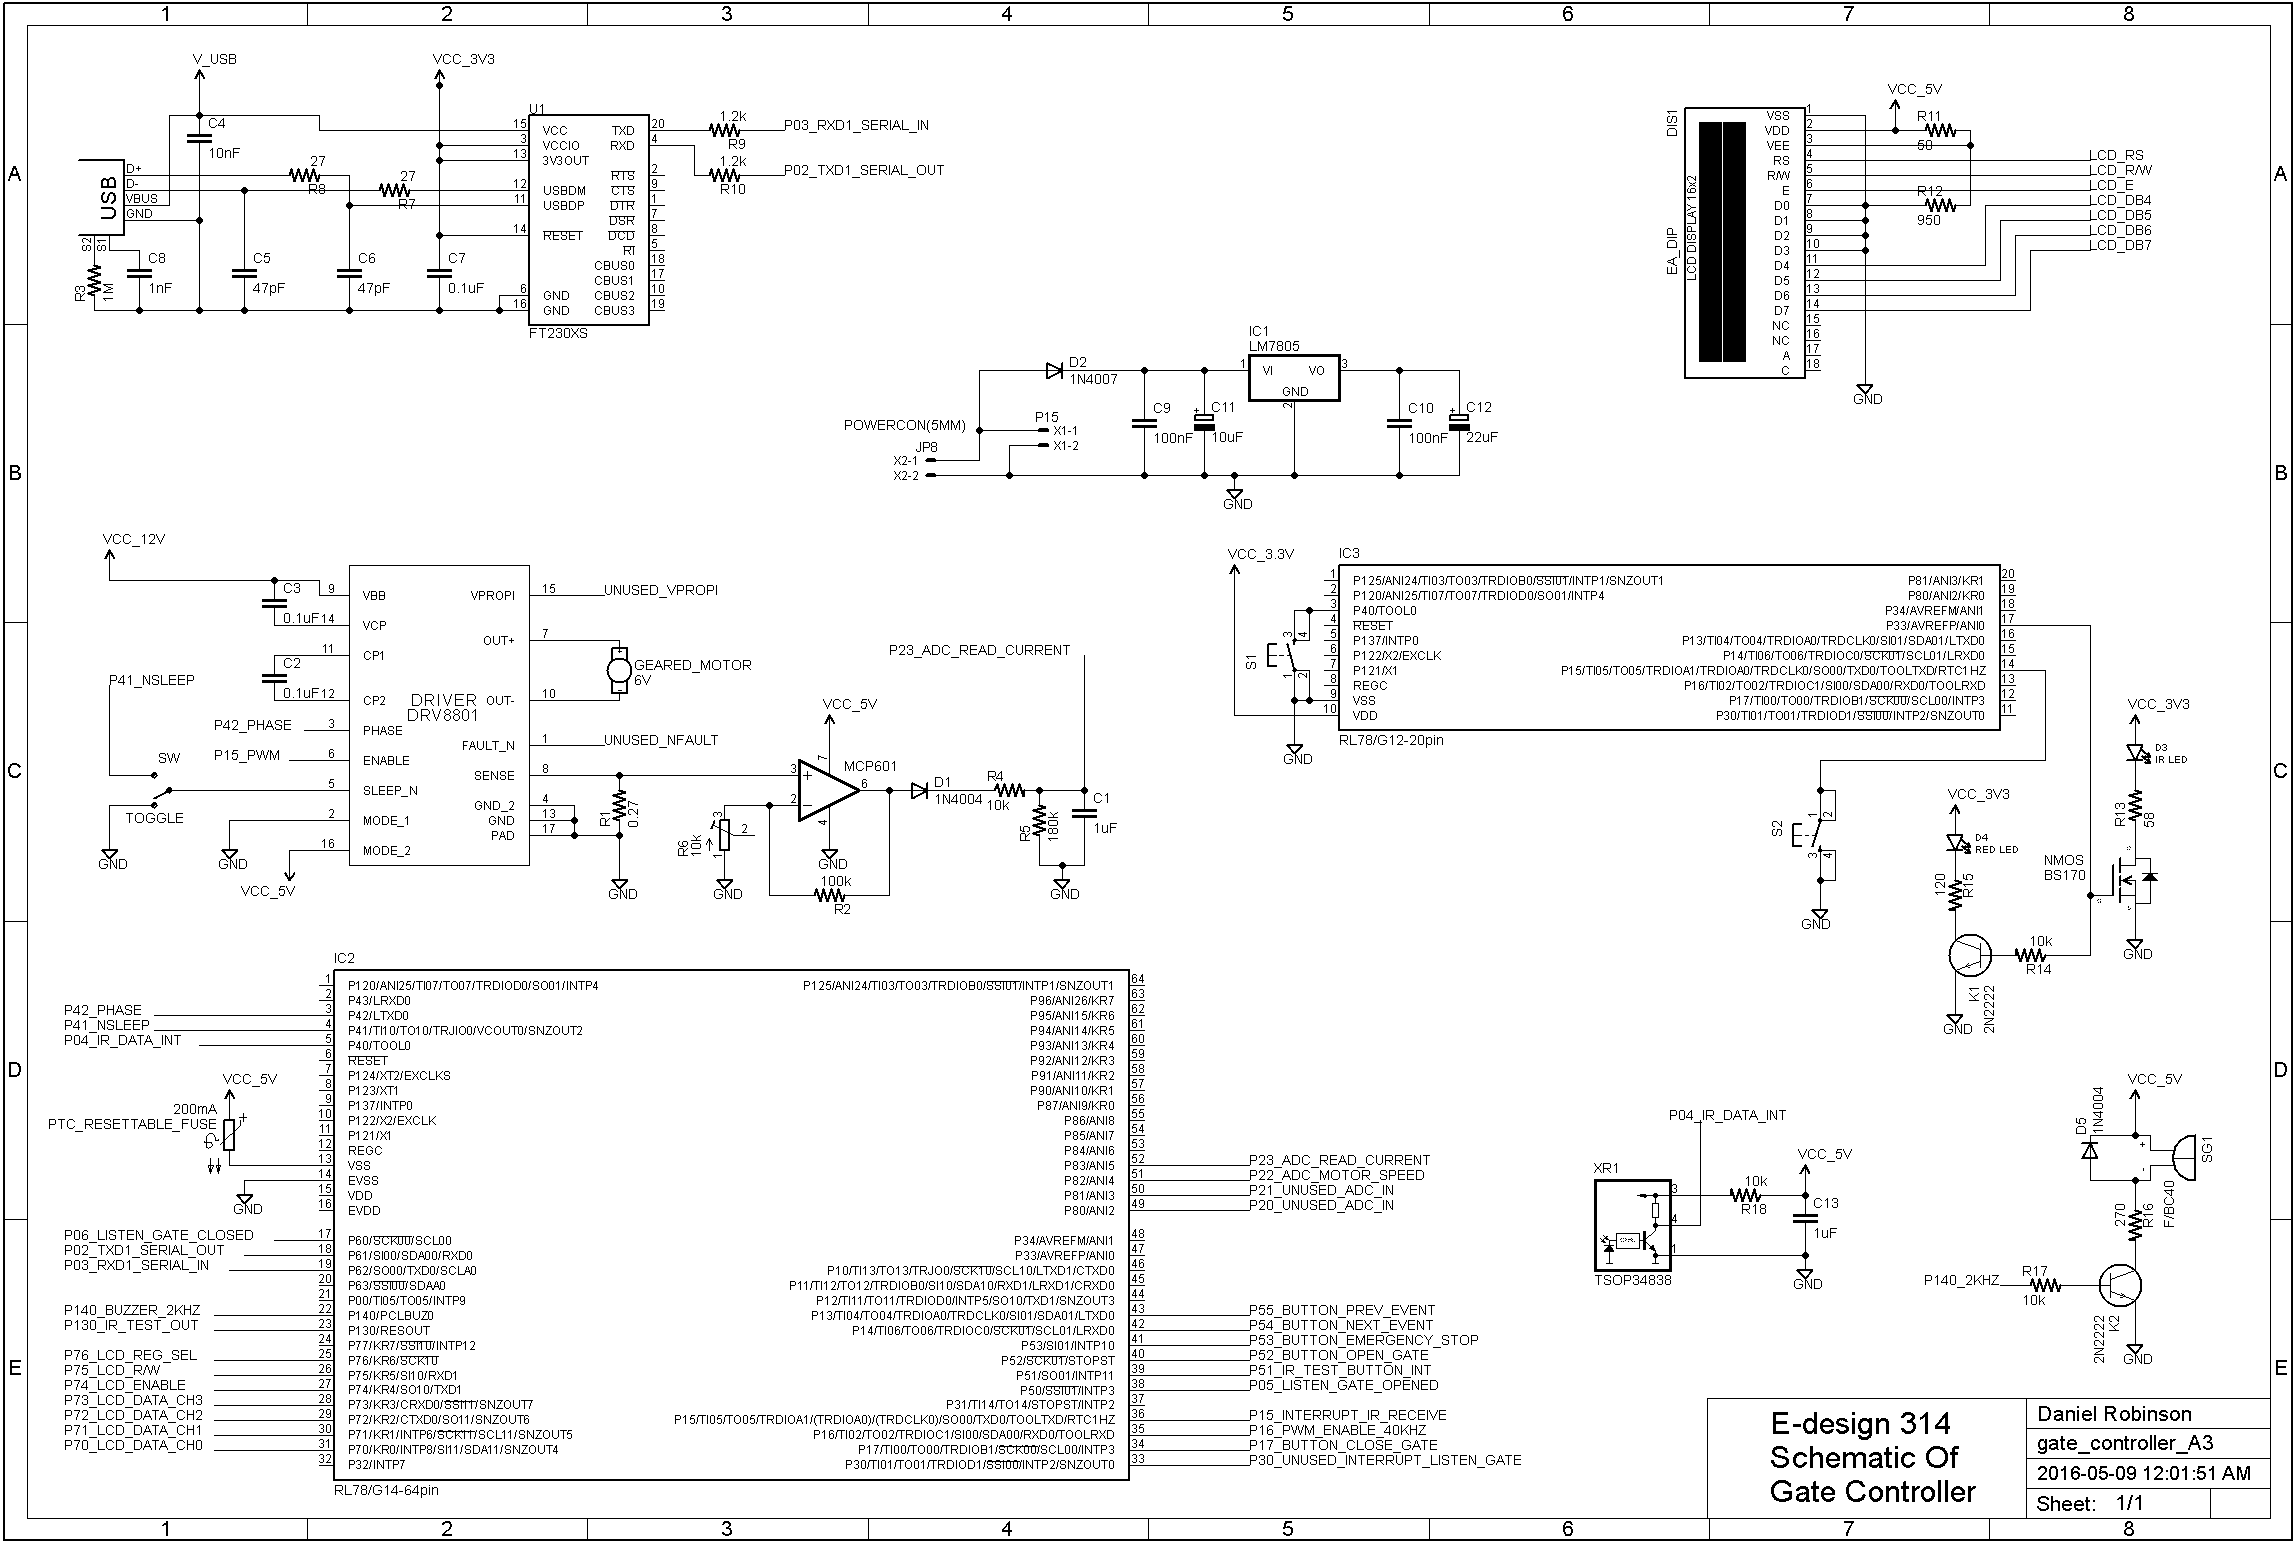 1 2 3 4 5 6 7 8
A
B
C
D
E
V_USB
C4
10nF
VCC_3V3
USB
D+
D-
VBUS
GND
S2
S1
27
R8
27
R7
R3
1M
C8
1nF
C5
47pF
C6
47pF
C7
0.1uF
U1
15 VCC
3 VCCIO
13 3V3OUT
12 USBDM
11 USBDP
14 RESET
6 GND
16 GND
TXD 20
RXD 4
RTS 2
CTS 9
DTR 1
DSR 7
DCD 8
RI 5
CBUS0 18
CBUS1 17
CBUS2 10
CBUS3 19
FT230XS
1.2k
R9
P03_RXD1_SERIAL_IN
1.2k
R10
P02_TXD1_SERIAL_OUT
DIS1
EA_DIP
LCD DISPLAY 16x2
VSS 1
VDD 2
VEE 3
RS 4
R/W 5
E 6
D0 7
D1 8
D2 9
D3 10
D4 11
D5 12
D6 13
D7 14
NC 15
NC 16
A 17
C 18
VCC_5V
R11
50
R12
950
GND
LCD_RS
LCD_R/W
LCD_E
LCD_DB4
LCD_DB5
LCD_DB6
LCD_DB7
POWERCON(5MM)
JP8
X2-1
X2-2
P15
X1-1
X1-2
D2
1N4007
C9
100nF
C11
10uF
IC1
LM7805
1 VI
VO 3
GND
2
C10
100nF
C12
22uF
GND
VCC_12V
C3
0.1uF
C2
0.1uF
P41_NSLEEP
P42_PHASE
P15_PWM
SW
TOGGLE
GND
GND
VCC_5V
9 VBB
14 VCP
11 CP1
12 CP2
3 PHASE
6 ENABLE
5 SLEEP_N
2 MODE_1
16 MODE_2
DRIVER
DRV8801
VPROPI 15
OUT+ 7
OUT- 10
FAULT_N 1
SENSE 8
GND_2 4
GND 13
PAD 17
UNUSED_VPROPI
GEARED_MOTOR
6V
UNUSED_NFAULT
R1
0.27
GND
R6
10k
3
2
1
GND
VCC_5V
MCP601
3
2
7
4
6
GND
100k
R2
D1
1N4004
R4
10k
R5
180k
C1
1uF
GND
P23_ADC_READ_CURRENT
VCC_3.3V
S1
3
4
1
2
GND
IC3
1 P125/ANI24/TI03/TO03/TRDIOB0/SSI01/INTP1/SNZOUT1
2 P120/ANI25/TI07/TO07/TRDIOD0/SO01/INTP4
3 P40/TOOL0
4 RESET
5 P137/INTP0
6 P122/X2/EXCLK
7 P121/X1
8 REGC
9 VSS
10 VDD
P81/ANI3/KR1 20
P80/ANI2/KR0 19
P34/AVREFM/ANI1 18
P33/AVREFP/ANI0 17
P13/TI04/TO04/TRDIOA0/TRDCLK0/SI01/SDA01/LTXD0 16
P14/TI06/TO06/TRDIOC0/SCK01/SCL01/LRXD0 15
P15/TI05/TO05/TRDIOA1/TRDIOA0/TRDCLK0/SO00/TXD0/TOOLTXD/RTC1HZ 14
P16/TI02/TO02/TRDIOC1/SI00/SDA00/RXD0/TOOLRXD 13
P17/TI00/TO00/TRDIOB1/SCK00/SCL00/INTP3 12
P30/TI01/TO01/TRDIOD1/SSI00/INTP2/SNZOUT0 11
RL78/G12-20pin
S2
1
2
3
4
GND
VCC_3V3
D4
RED LED
120
R15
K1
2N2222
GND
10k
R14
VCC_3V3
D3
IR LED
R13
58
NMOS
BS170
GND
IC2
1 P120/ANI25/TI07/TO07/TRDIOD0/SO01/INTP4
2 P43/LRXD0
3 P42/LTXD0
4 P41/TI10/TO10/TRJIO0/VCOUT0/SNZOUT2
5 P40/TOOL0
6 RESET
7 P124/XT2/EXCLKS
8 P123/XT1
9 P137/INTP0
10 P122/X2/EXCLK
11 P121/X1
12 REGC
13 VSS
14 EVSS
15 VDD
16 EVDD
17 P60/SCK00/SCL00
18 P61/SI00/SDA00/RXD0
19 P62/SO00/TXD0/SCLA0
20 P63/SSI00/SDAA0
21 P00/TI05/TO05/INTP9
22 P140/PCLBUZ0
23 P130/RESOUT
24 P77/KR7/SSI10/INTP12
25 P76/KR6/SCK10
26 P75/KR5/SI10/RXD1
27 P74/KR4/SO10/TXD1
28 P73/KR3/CRXD0/SSI11/SNZOUT7
29 P72/KR2/CTXD0/SO11/SNZOUT6
30 P71/KR1/INTP6/SCK11/SCL11/SNZOUT5
31 P70/KR0/INTP8/SI11/SDA11/SNZOUT4
32 P32/INTP7
P125/ANI24/TI03/TO03/TRDIOB0/SSI01/INTP1/SNZOUT1 64
P96/ANI26/KR7 63
P95/ANI15/KR6 62
P94/ANI14/KR5 61
P93/ANI13/KR4 60
P92/ANI12/KR3 59
P91/ANI11/KR2 58
P90/ANI10/KR1 57
P87/ANI9/KR0 56
P86/ANI8 55
P85/ANI7 54
P84/ANI6 53
P83/ANI5 52
P82/ANI4 51
P81/ANI3 50
P80/ANI2 49
P34/AVREFM/ANI1 48
P33/AVREFP/ANI0 47
P10/TI13/TO13/TRJO0/SCK10/SCL10/LTXD1/CTXD0 46
P11/TI12/TO12/TRDIOB0/SI10/SDA10/RXD1/LRXD1/CRXD0 45
P12/TI11/TO11/TRDIOD0/INTP5/SO10/TXD1/SNZOUT3 44
P13/TI04/TO04/TRDIOA0/TRDCLK0/SI01/SDA01/LTXD0 43
P14/TI06/TO06/TRDIOC0/SCK01/SCL01/LRXD0 42
P53/SI01/INTP10 41
P52/SCK01/STOPST 40
P51/SO01/INTP11 39
P50/SSI01/INTP3 38
P31/TI14/TO14/STOPST/INTP2 37
P15/TI05/TO05/TRDIOA1/(TRDIOA0)/(TRDCLK0)/SO00/TXD0/TOOLTXD/RTC1HZ 36
P16/TI02/TO02/TRDIOC1/SI00/SDA00/RXD0/TOOLRXD 35
P17/TI00/TO00/TRDIOB1/SCK00/SCL00/INTP3 34
P30/TI01/TO01/TRDIOD1/SSI00/INTP2/SNZOUT0 33
RL78/G14-64pin
P42_PHASE
P41_NSLEEP
P04_IR_DATA_INT
VCC_5V
200mA
PTC_RESETTABLE_FUSE
GND
P06_LISTEN_GATE_CLOSED
P02_TXD1_SERIAL_OUT
P03_RXD1_SERIAL_IN
P140_BUZZER_2KHZ
P130_IR_TEST_OUT
P76_LCD_REG_SEL
P75_LCD_R/W
P74_LCD_ENABLE
P73_LCD_DATA_CH3
P72_LCD_DATA_CH2
P71_LCD_DATA_CH1
P70_LCD_DATA_CH0
P23_ADC_READ_CURRENT
P22_ADC_MOTOR_SPEED
P21_UNUSED_ADC_IN
P20_UNUSED_ADC_IN
P55_BUTTON_PREV_EVENT
P54_BUTTON_NEXT_EVENT
P53_BUTTON_EMERGENCY_STOP
P52_BUTTON_OPEN_GATE
P51_IR_TEST_BUTTON_INT
P05_LISTEN_GATE_OPENED
P15_INTERRUPT_IR_RECEIVE
P16_PWM_ENABLE_40KHZ
P17_BUTTON_CLOSE_GATE
P30_UNUSED_INTERRUPT_LISTEN_GATE
P04_IR_DATA_INT
XR1
3
4
1
TSOP34838
10k
R18
VCC_5V
C13
1uF
GND
VCC_5V
D5
1N4004
SG1
F/BC40
270
R16
P140_2KHZ
R17
10k
2N2222
K2
GND
E-design 314
Schematic Of
Gate Controller
Daniel Robinson
gate_controller_A3
2016-05-09 12:01:51 AM
Sheet: 1/1
A
B
C
D
E
1 2 3 4 5 6 7 8